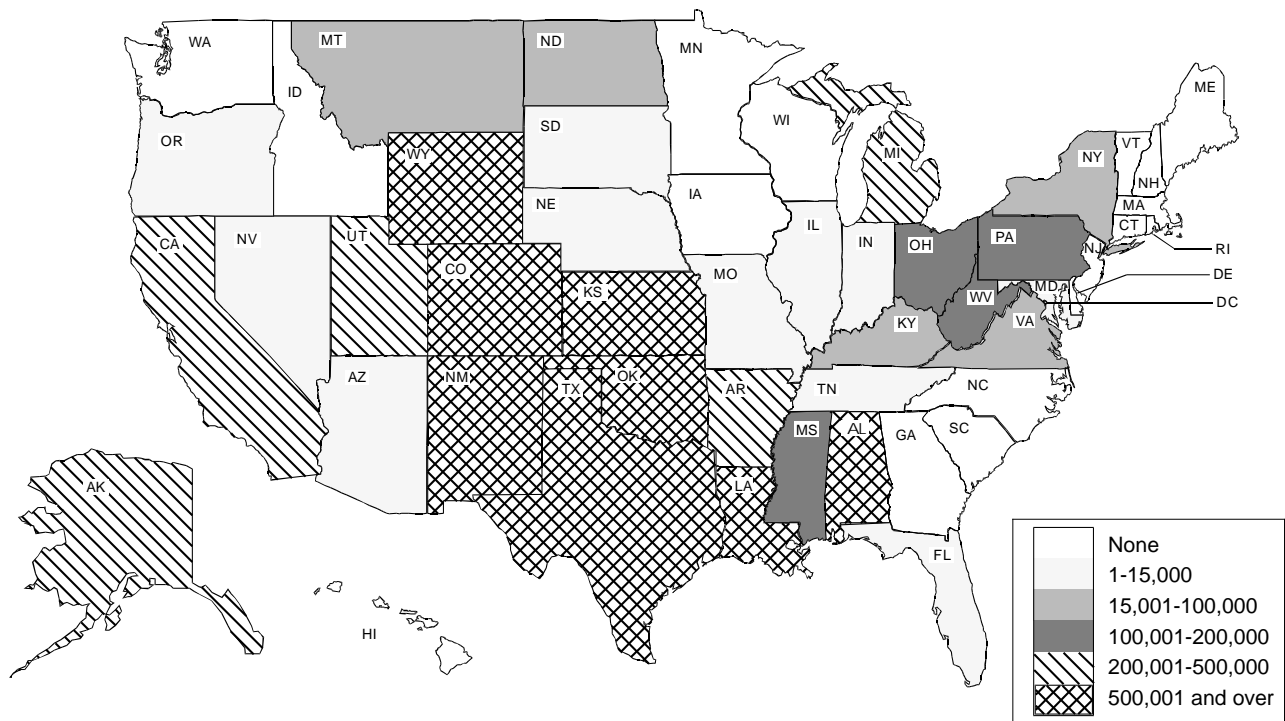 WA
MT
ND
MN
ME
ID
WI
VT
OR
SD
NY
WY
MI
NH
IA
MA
NE
CT
CA
NV
UT
IL
IN
OH
PA
NJ
RI
CO
MO
DE
KS
WV
MD
DC
KY
VA
AZ
NM
TX
OK
AR
TN
NC
MS
AL
GA
SC
AK
LA
FL
HI
None
1-15,000
15,001-100,000
100,001-200,000
200,001-500,000
500,001 and over